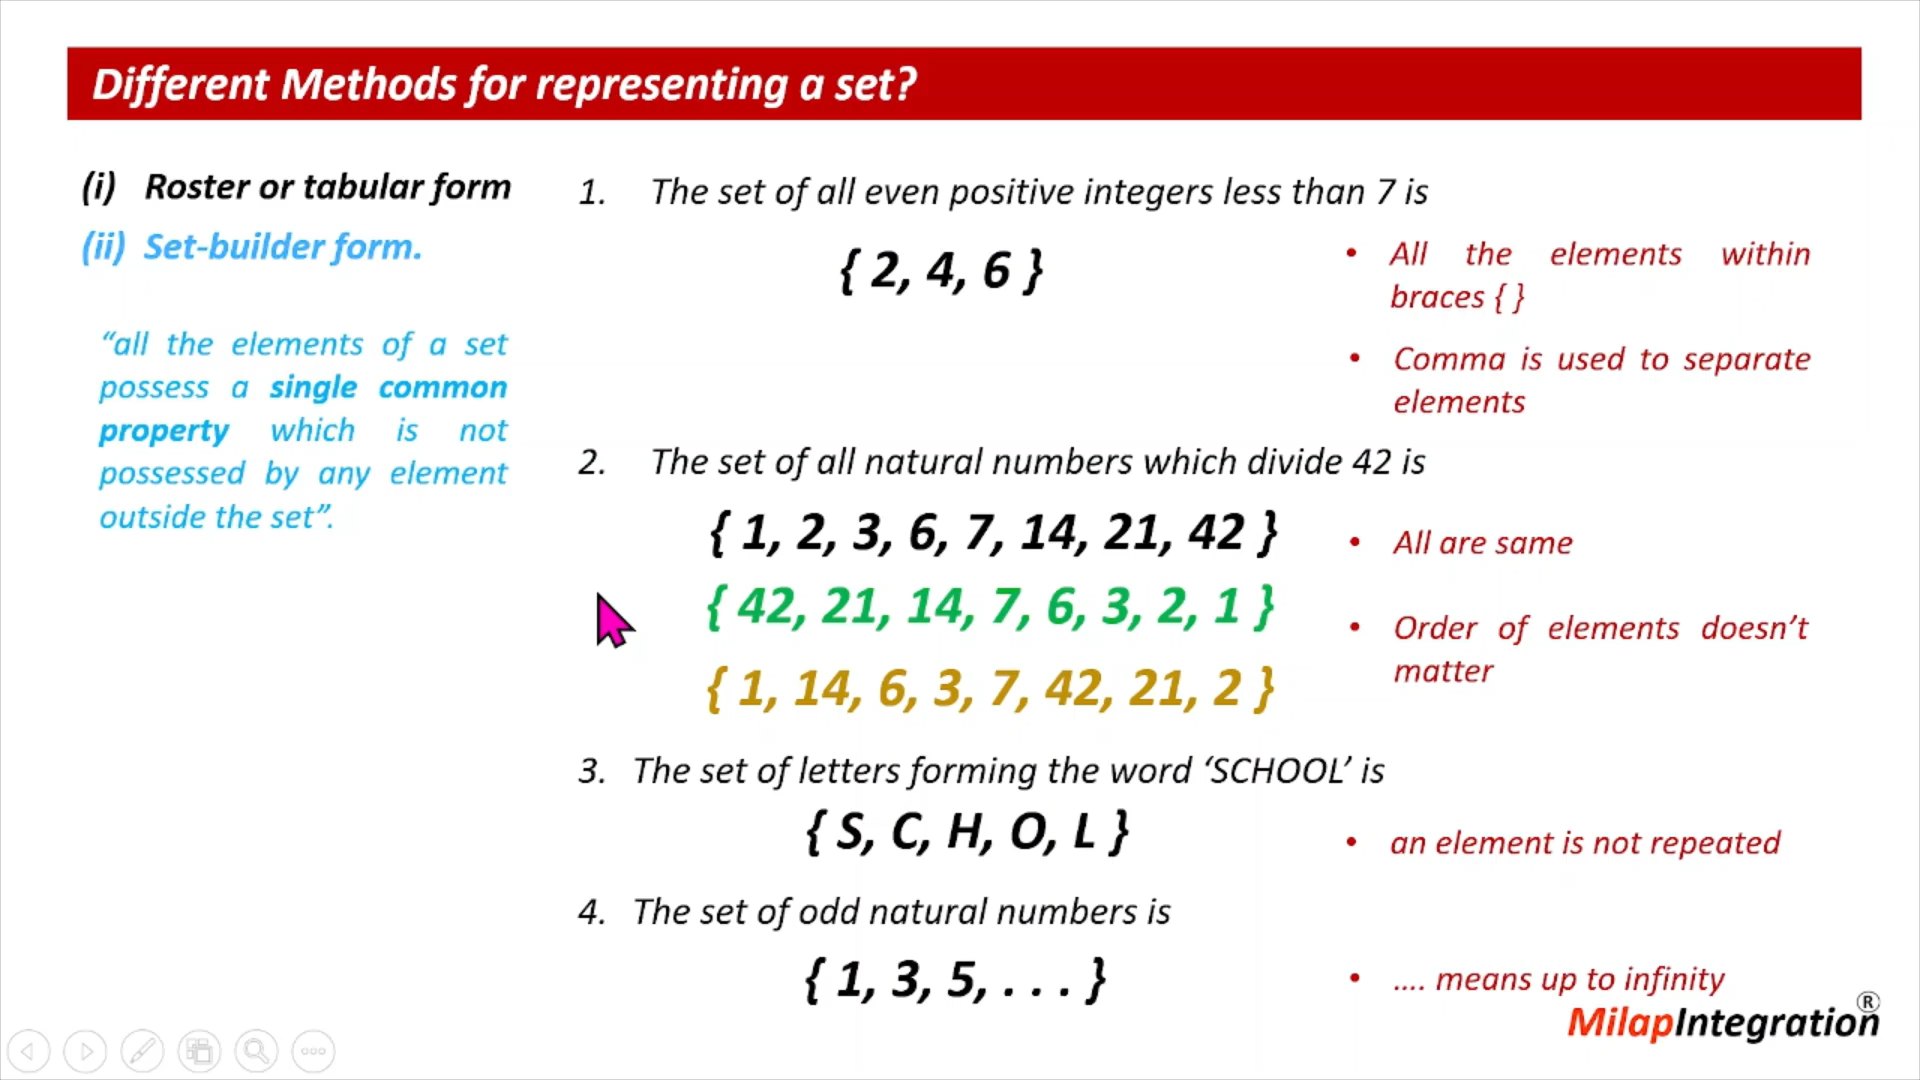 Different Methods for representing a set?
(i) Roster or tabular form
(ii) Set-builder form.
“all the elements of a set
possess a single common
property which is not
possessed by any element
outside the set”.
1. The set of all even positive integers less than 7 is
{ 2, 4, 6 }
• All the elements within
braces { }
• Comma is used to separate
elements
2. The set of all natural numbers which divide 42 is
{ 1, 2, 3, 6, 7, 14, 21, 42 }
{ 42, 21, 14, 7, 6, 3, 2, 1 }
{ 1, 14, 6, 3, 7, 42, 21, 2 }
• All are same
• Order of elements doesn’t
matter
3. The set of letters forming the word ‘SCHOOL’ is
{ S, C, H, O, L }
• an element is not repeated
4. The set of odd natural numbers is
{ 1, 3, 5, . . . }
• .... means up to infinity
MilapIntegration®